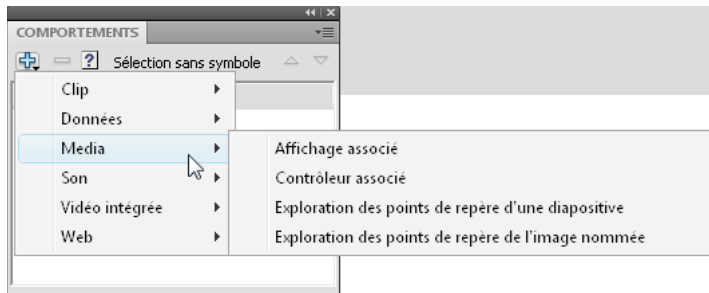 COMPORTEMENTS
Sélection sans symbole
Clip
Données
Media
Son
Vidéo intégrée
Web
Affichage associé
Contrôleur associé
Exploration des points de repère d'une diapositive
Exploration des points de repère de l'image nommée